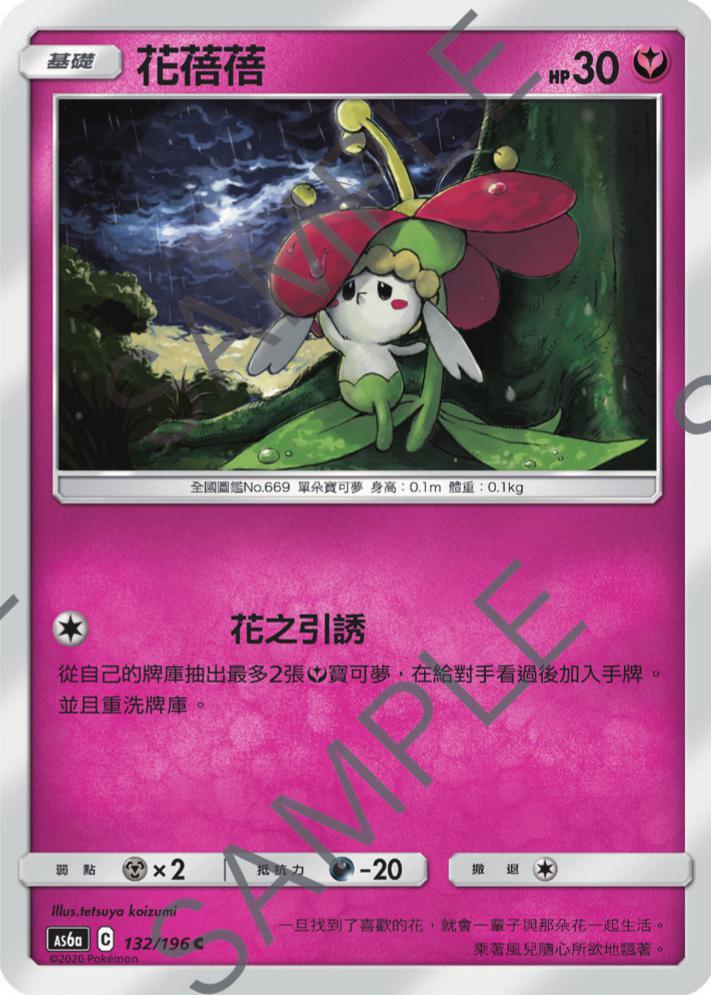 基礎 花蓓蓓 HP30
全國圖鑑No.669 單朵寶可夢 身高：0.1m 體重：0.1kg
花之引誘
從自己的牌庫抽出最多2張寶可夢，在給對手看過後加入手牌。
並且重洗牌庫。
弱點 ×2 抵抗力 -20 撤退
Illus.tetsuya koizumi
一旦找到了喜歡的花，就會一輩子與那朵花一起生活。
乘著風兒隨心所欲地飄著。
AS6a C 132/196 C
©2020 Pokémon
SAMPLE
SAMPLE